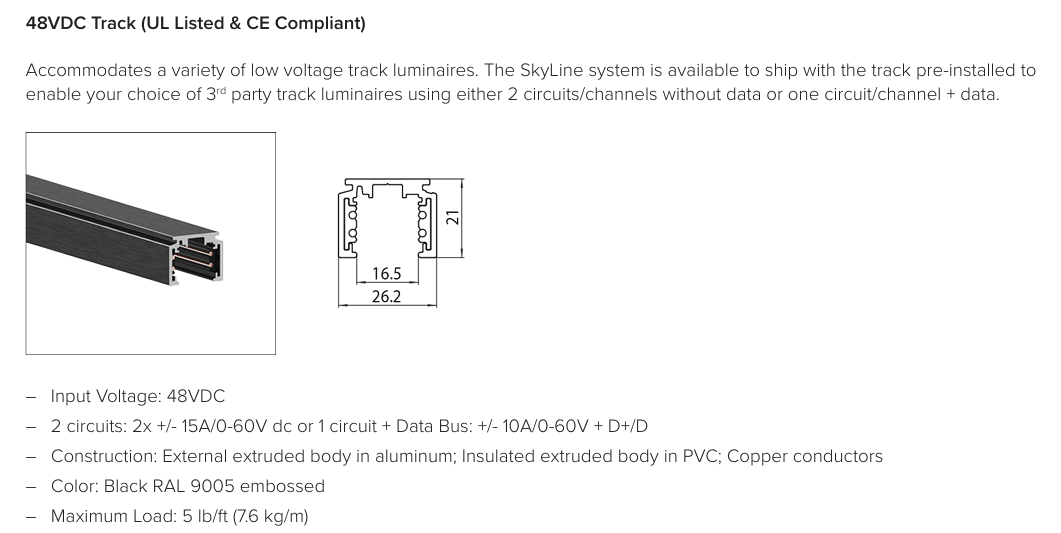 48VDC Track (UL Listed & CE Compliant)
Accommodates a variety of low voltage track luminaires. The SkyLine system is available to ship with the track pre-installed to
enable your choice of 3rd party track luminaires using either 2 circuits/channels without data or one circuit/channel + data.
21
16.5
26.2
– Input Voltage: 48VDC
– 2 circuits: 2x +/- 15A/0-60V dc or 1 circuit + Data Bus: +/- 10A/0-60V + D+/D
– Construction: External extruded body in aluminum; Insulated extruded body in PVC; Copper conductors
– Color: Black RAL 9005 embossed
– Maximum Load: 5 lb/ft (7.6 kg/m)